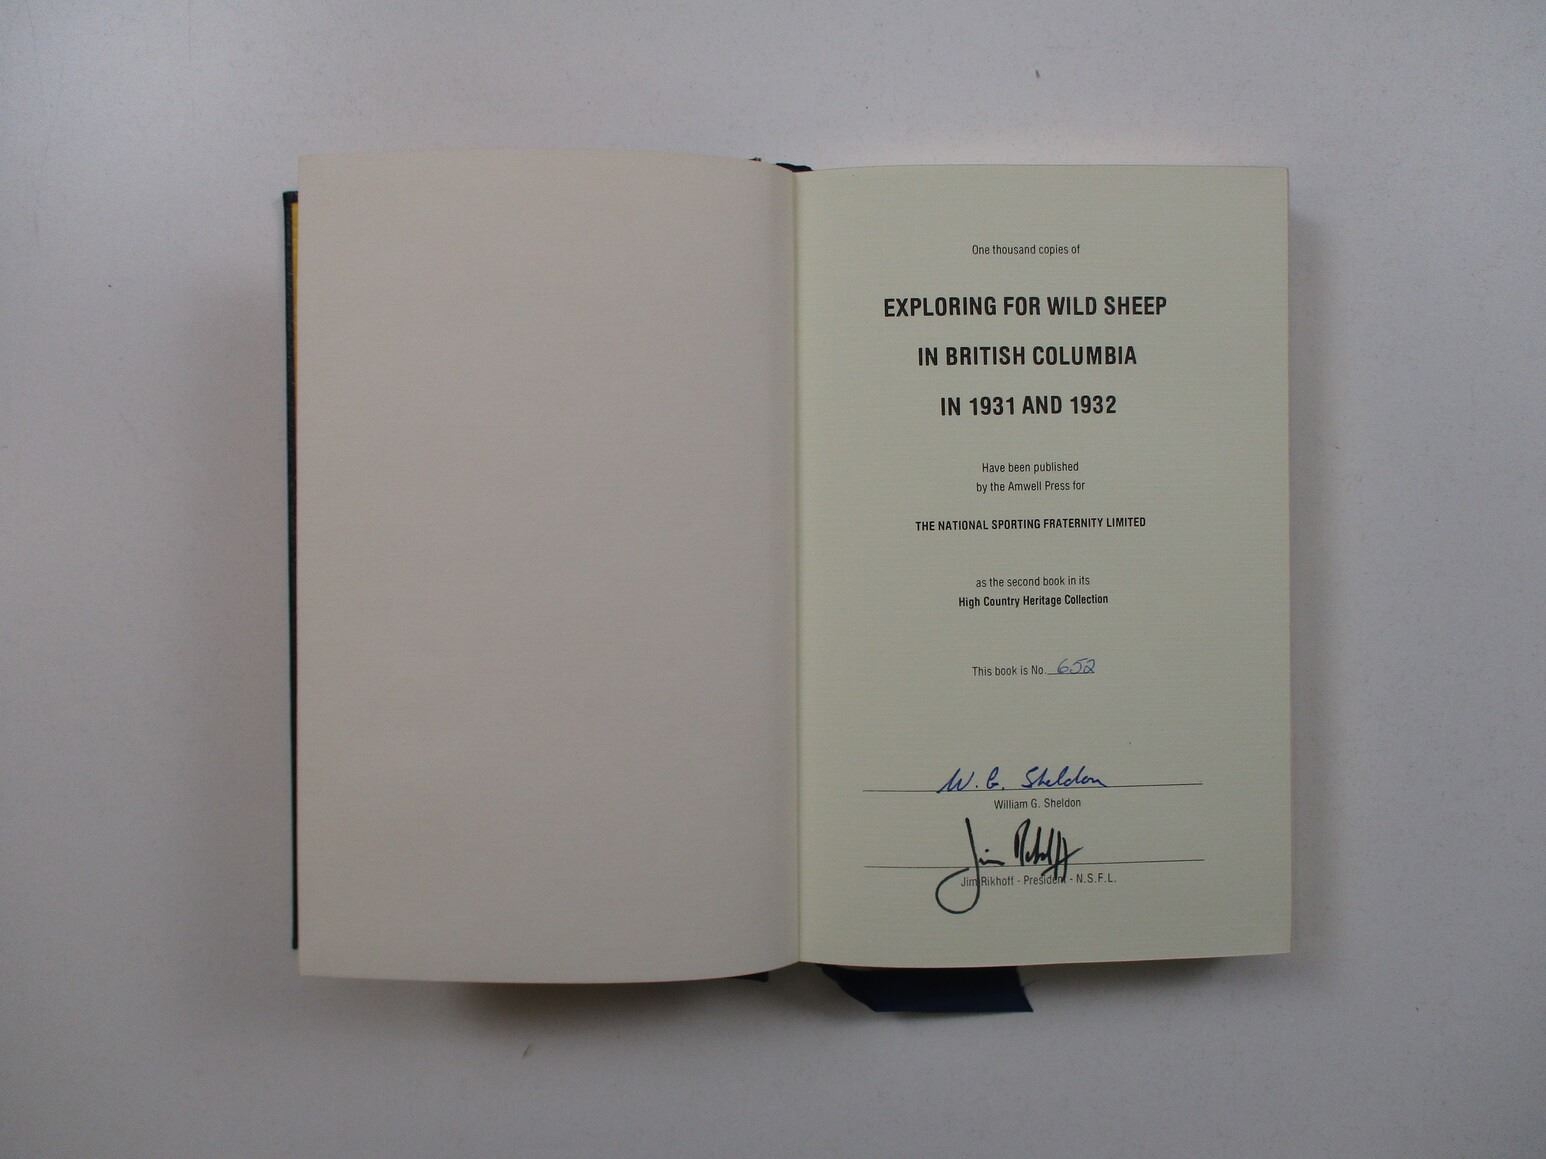 One thousand copies of
EXPLORING FOR WILD SHEEP
IN BRITISH COLUMBIA
IN 1931 AND 1932
Have been published
by the Amwell Press for
THE NATIONAL SPORTING FRATERNITY LIMITED
as the second book in its
High Country Heritage Collection
This book is No. 652
W. G. Sheldon
William G. Sheldon
Jim Rikhoff
Jim Rikhoff - President - N.S.F.L.